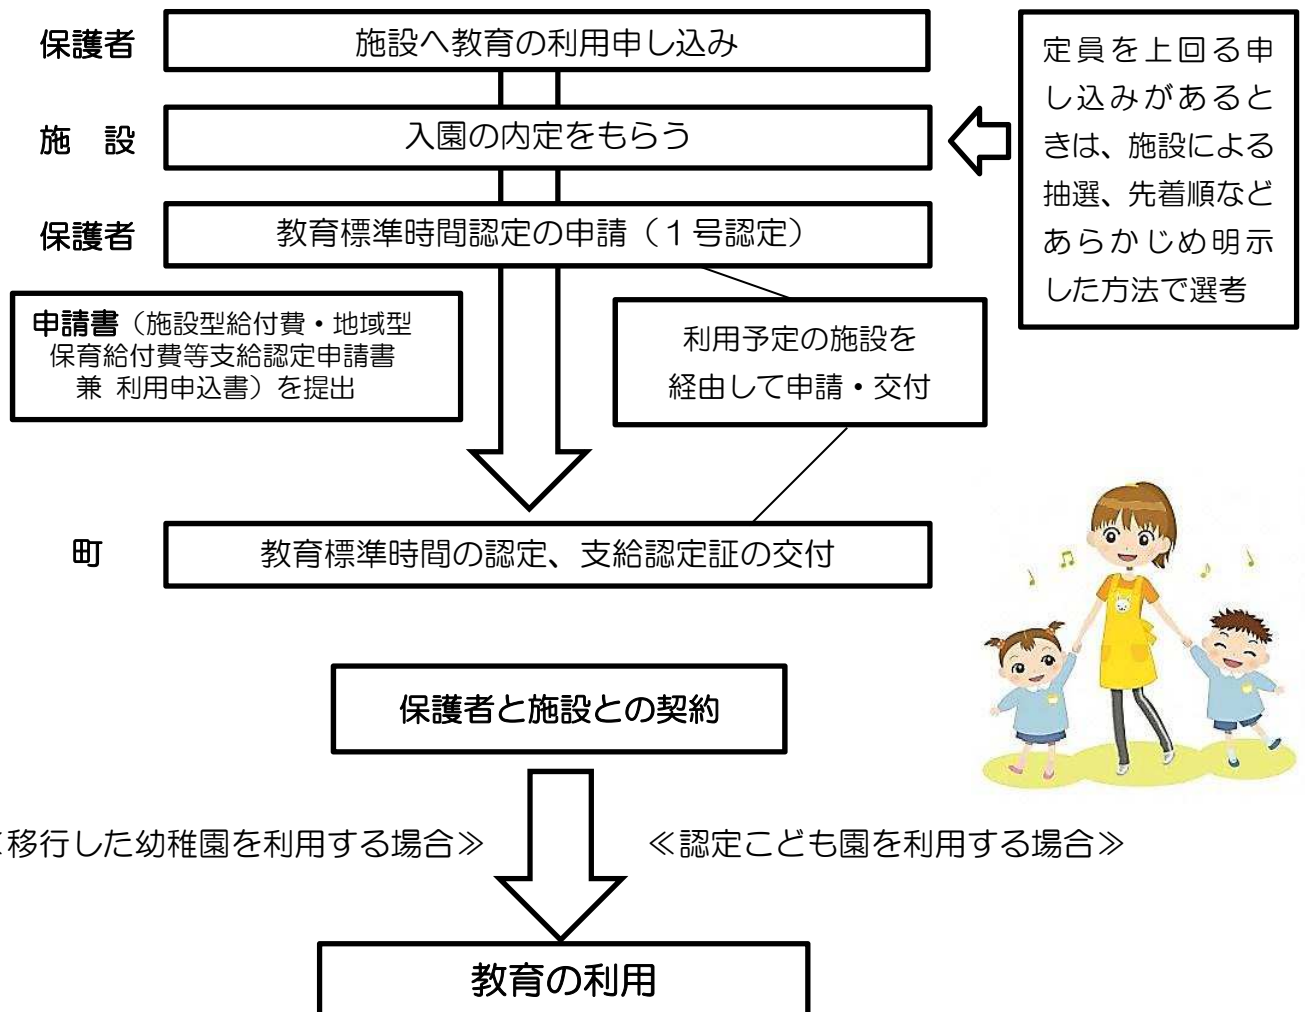 保護者
施設へ教育の利用申し込み
施　設
入園の内定をもらう
定員を上回る申
し込みがあると
きは、施設による
抽選、先着順など
あらかじめ明示
した方法で選考
保護者
教育標準時間認定の申請（１号認定）
申請書（施設型給付費・地域型
保育給付費等支給認定申請書
兼 利用申込書）を提出
利用予定の施設を
経由して申請・交付
町
教育標準時間の認定、支給認定証の交付
保護者と施設との契約
移行した幼稚園を利用する場合≫
≪認定こども園を利用する場合≫
教育の利用